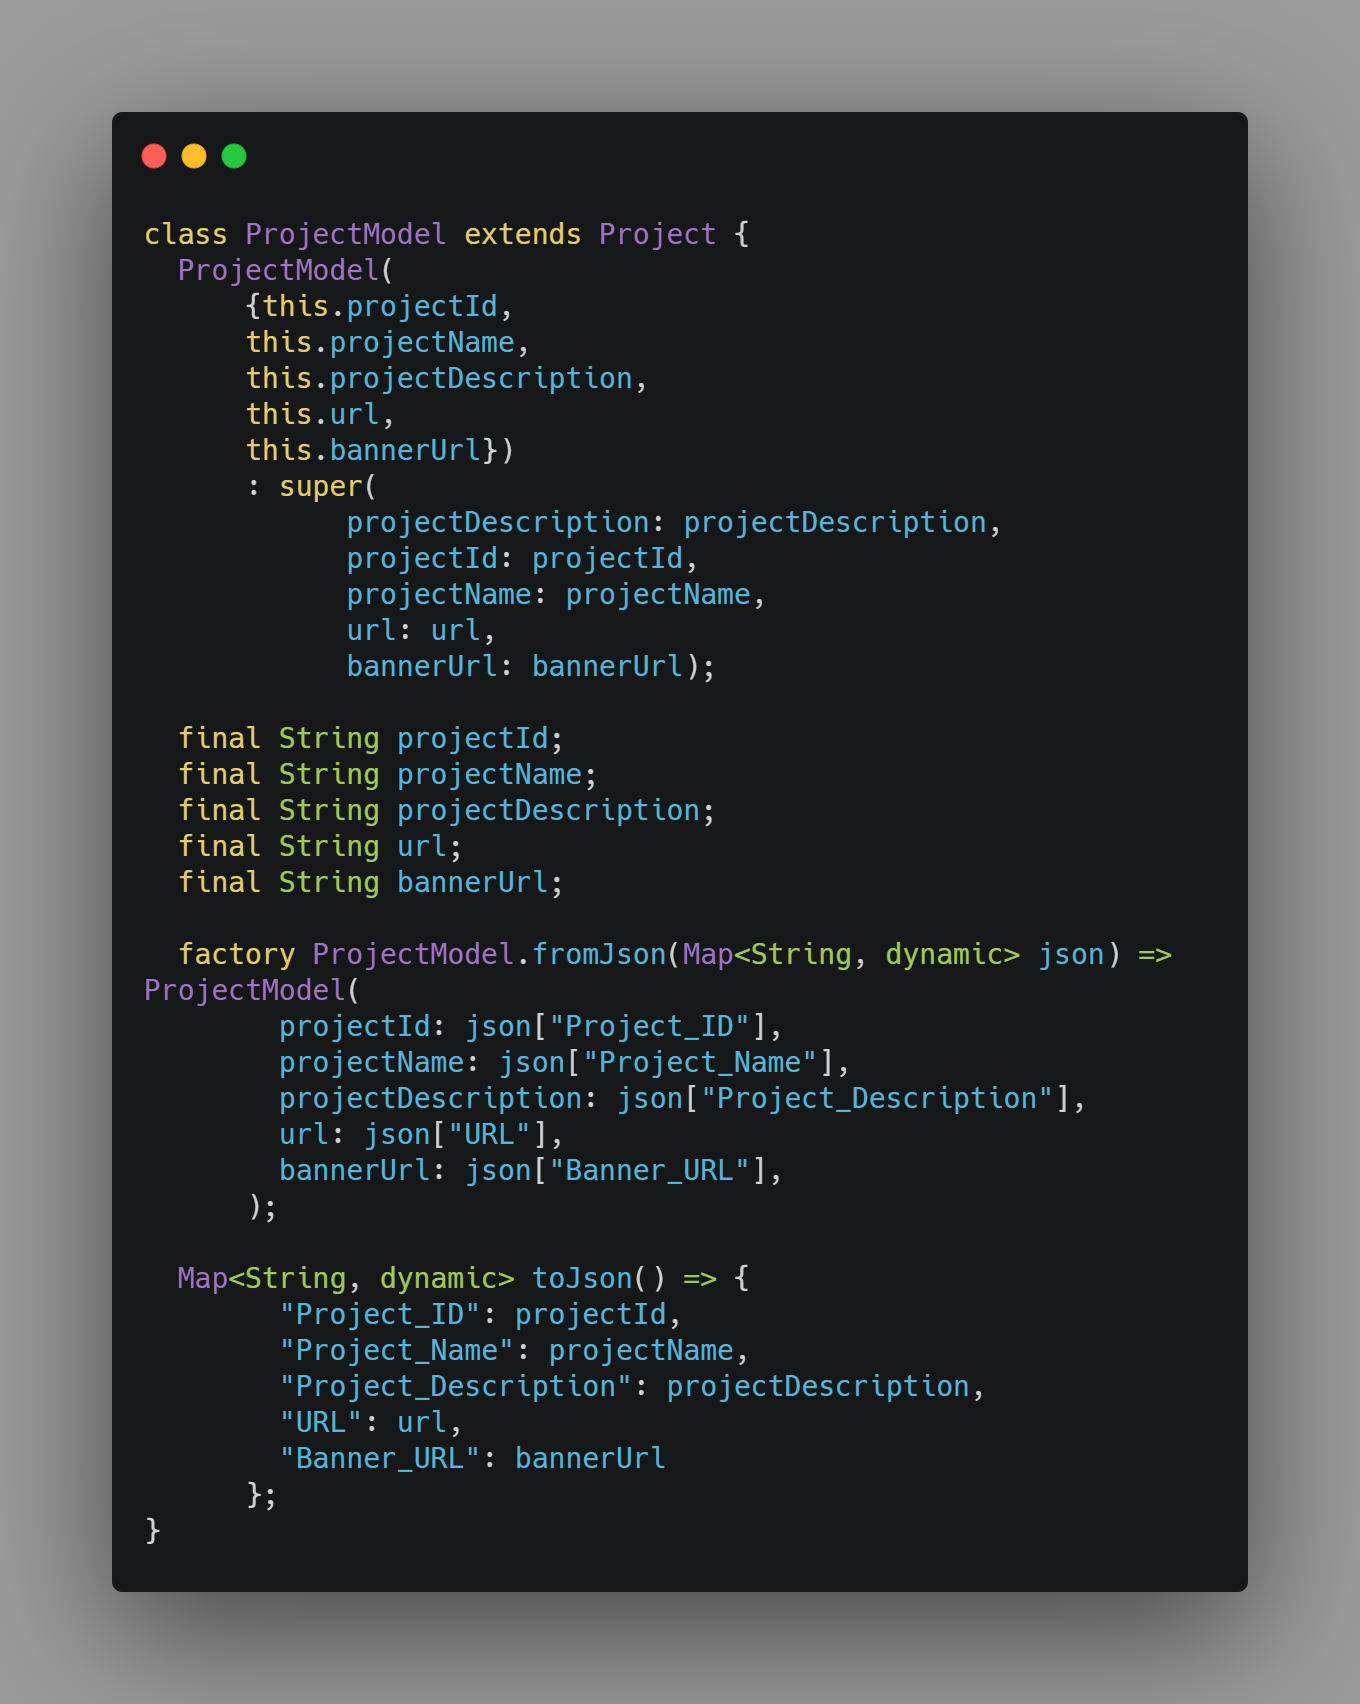 class ProjectModel extends Project {
  ProjectModel(
      {this.projectId,
      this.projectName,
      this.projectDescription,
      this.url,
      this.bannerUrl})
      : super(
            projectDescription: projectDescription,
            projectId: projectId,
            projectName: projectName,
            url: url,
            bannerUrl: bannerUrl);

  final String projectId;
  final String projectName;
  final String projectDescription;
  final String url;
  final String bannerUrl;

  factory ProjectModel.fromJson(Map<String, dynamic> json) =>
ProjectModel(
        projectId: json["Project_ID"],
        projectName: json["Project_Name"],
        projectDescription: json["Project_Description"],
        url: json["URL"],
        bannerUrl: json["Banner_URL"],
      );

  Map<String, dynamic> toJson() => {
        "Project_ID": projectId,
        "Project_Name": projectName,
        "Project_Description": projectDescription,
        "URL": url,
        "Banner_URL": bannerUrl
      };
}